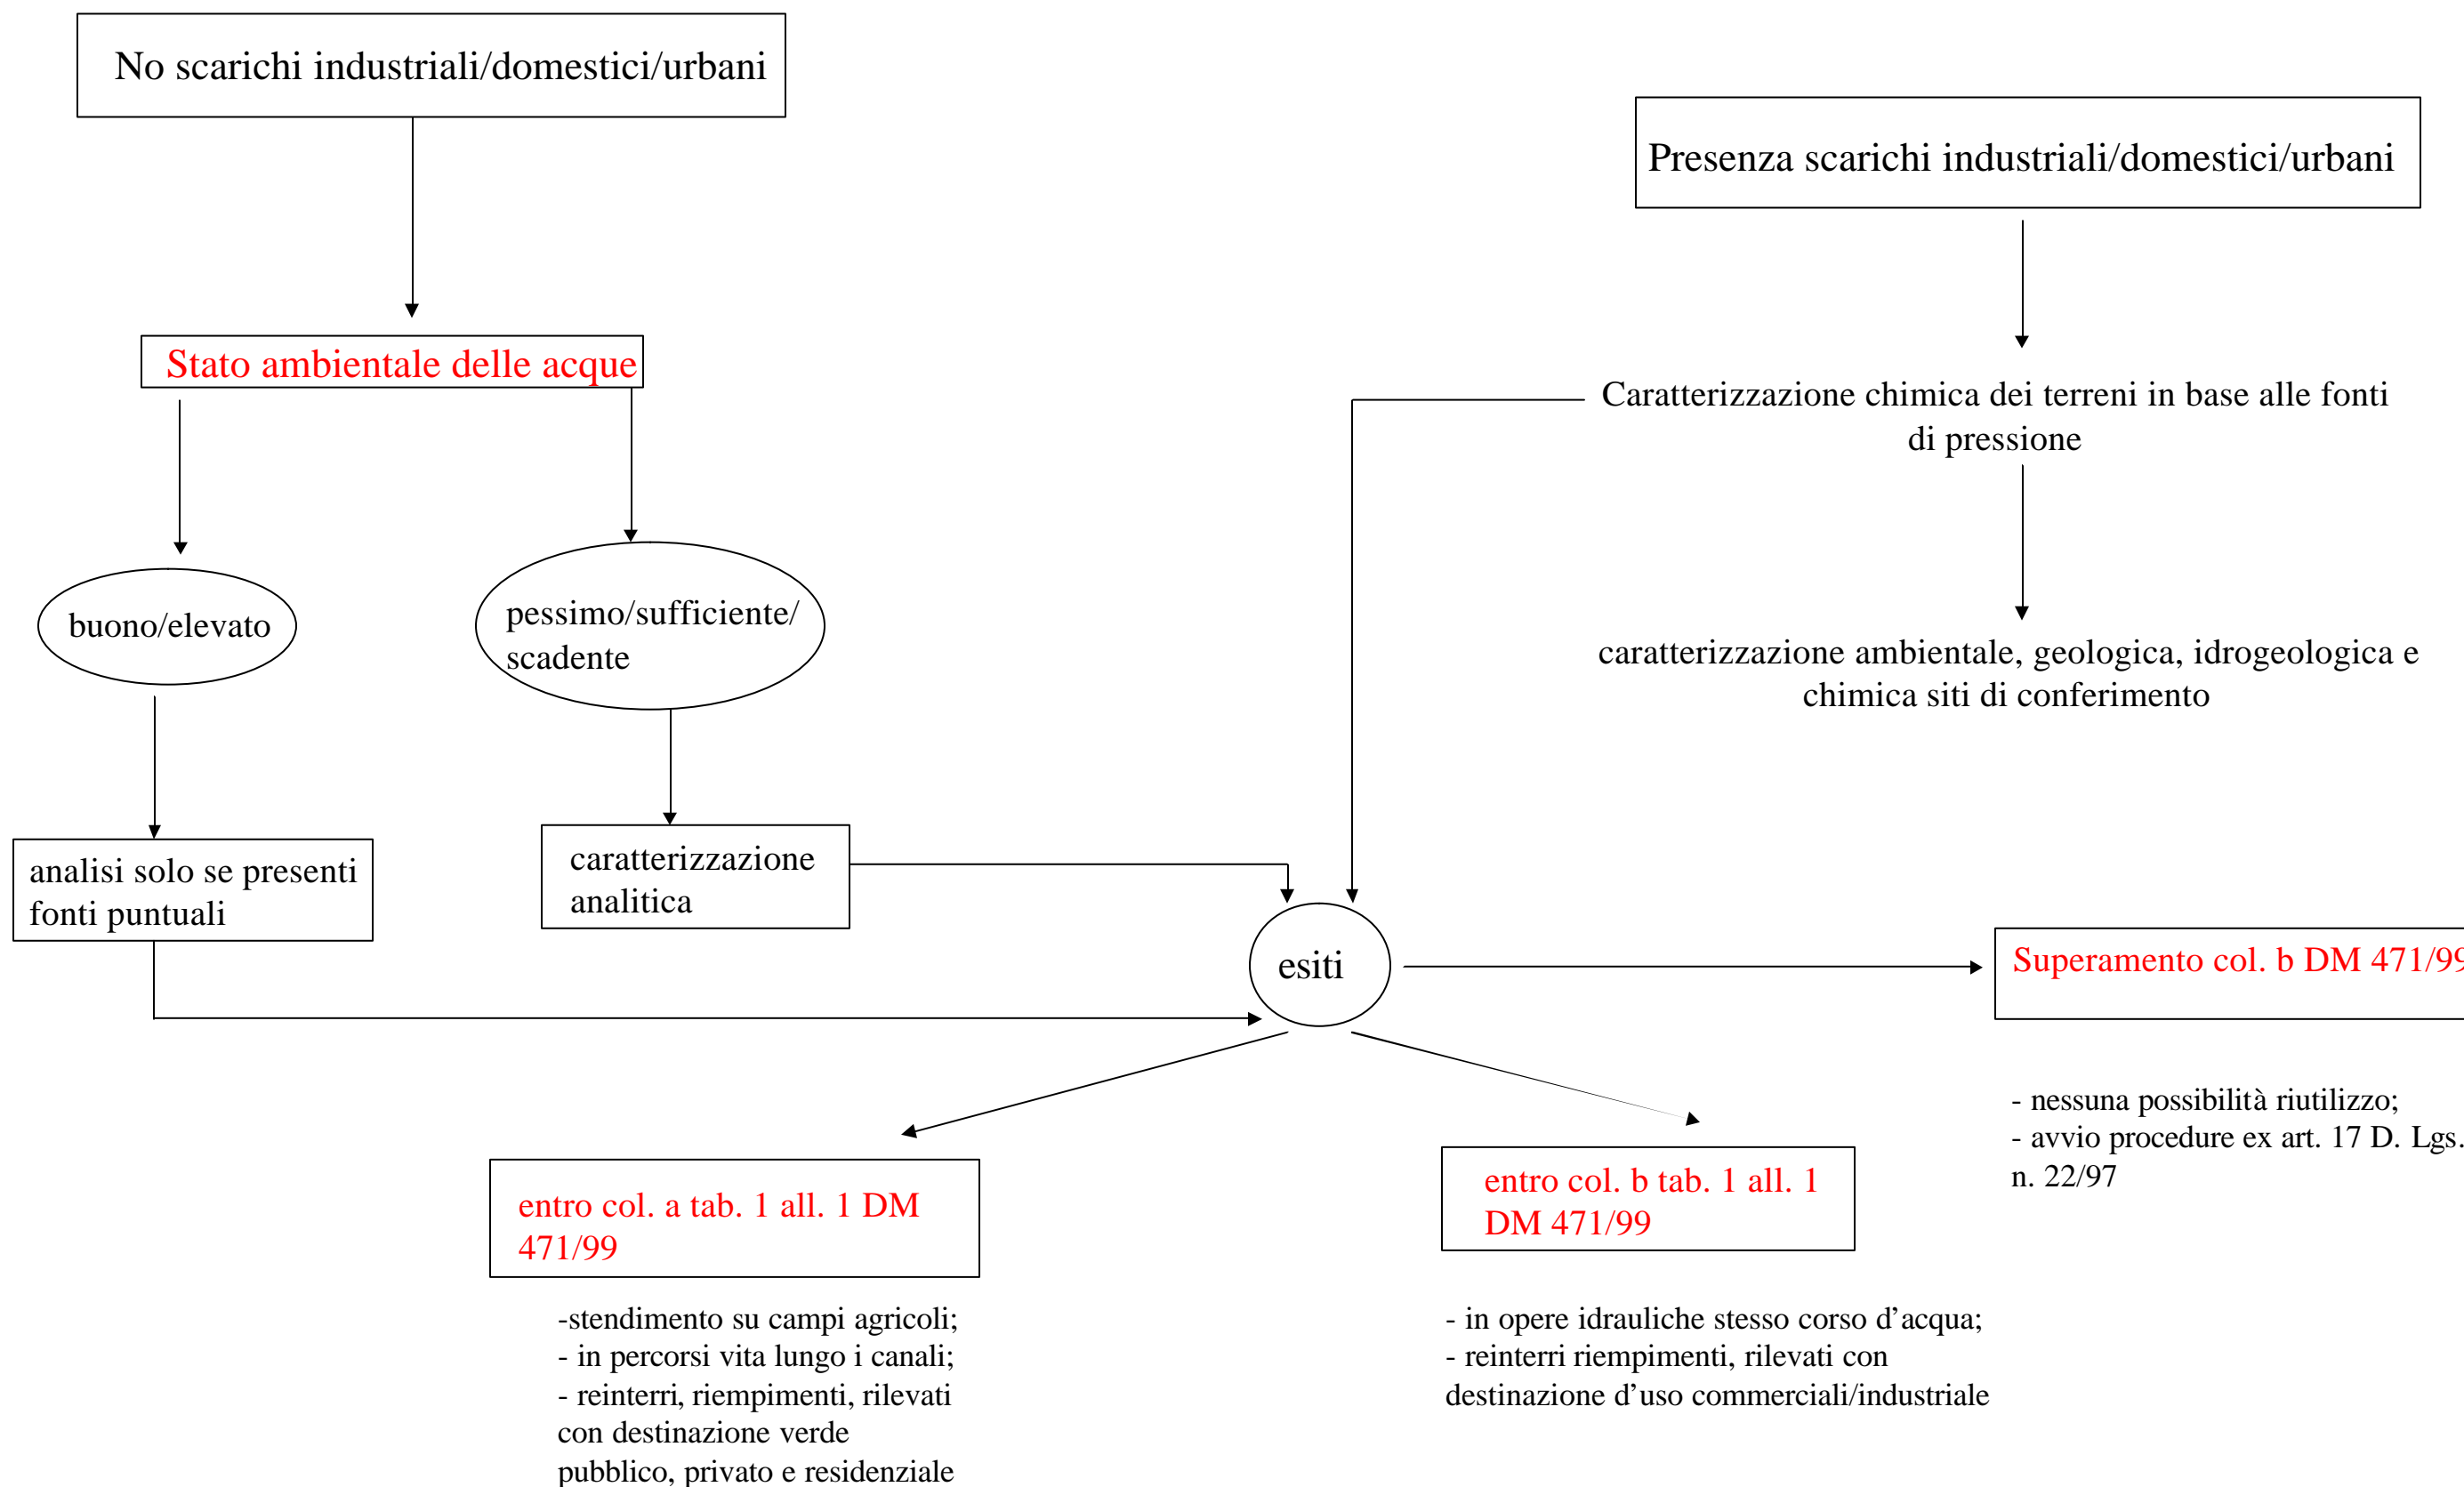 No scarichi industriali/domestici/urbani
Presenza scarichi industriali/domestici/urbani
Stato ambientale delle acque
Caratterizzazione chimica dei terreni in base alle fonti
di pressione
buono/elevato
pessimo/sufficiente/
scadente
caratterizzazione ambientale, geologica, idrogeologica e
chimica siti di conferimento
analisi solo se presenti
fonti puntuali
caratterizzazione
analitica
esiti
Superamento col. b DM 471/99
- nessuna possibilità riutilizzo;
- avvio procedure ex art. 17 D. Lgs.
n. 22/97
entro col. a tab. 1 all. 1 DM
471/99
entro col. b tab. 1 all. 1
DM 471/99
-stendimento su campi agricoli;
- in percorsi vita lungo i canali;
- reinterri, riempimenti, rilevati
con destinazione verde
pubblico, privato e residenziale
- in opere idrauliche stesso corso d’acqua;
- reinterri riempimenti, rilevati con
destinazione d’uso commerciali/industriale